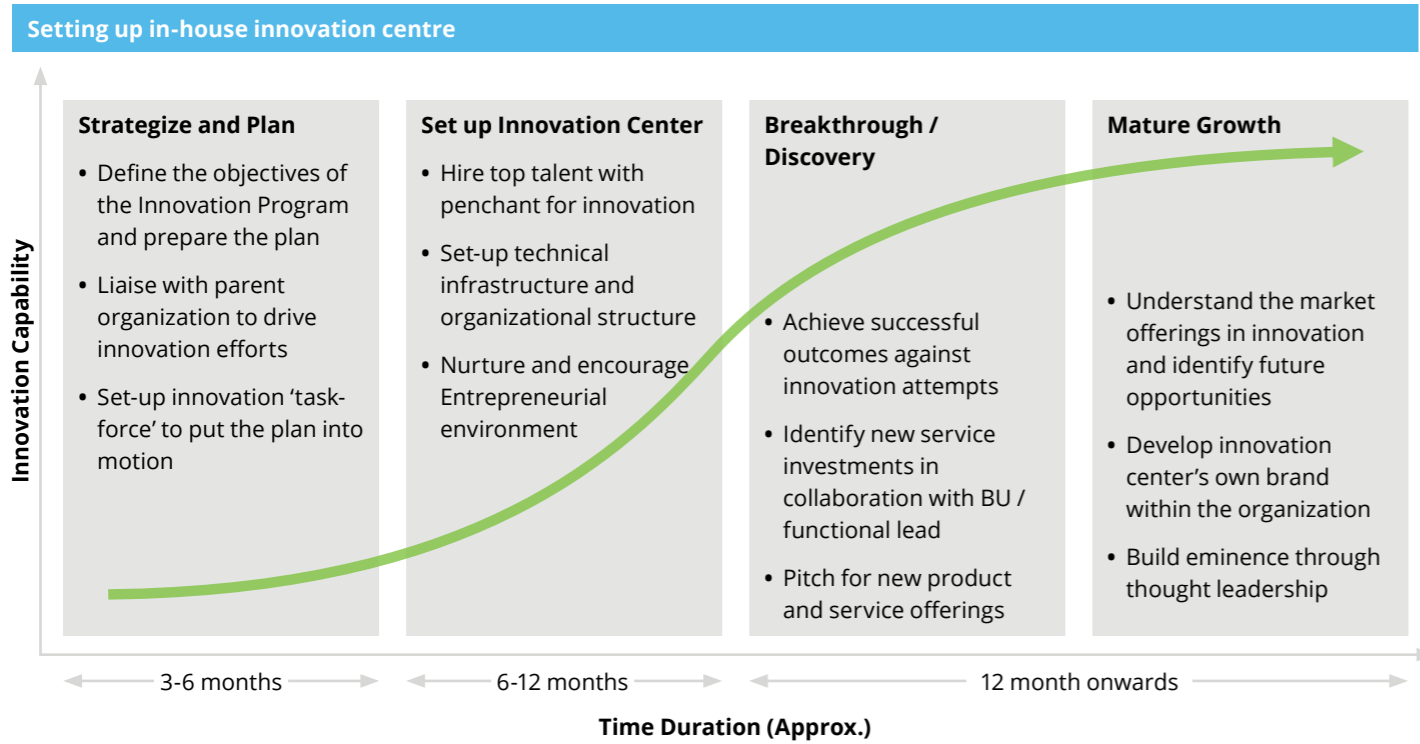 Setting up in-house innovation centre
Innovation Capability
Strategize and Plan
• Define the objectives of
the Innovation Program
and prepare the plan
• Liaise with parent
organization to drive
innovation efforts
• Set-up innovation ‘task-
force’ to put the plan into
motion
Set up Innovation Center
• Hire top talent with
penchant for innovation
• Set-up technical
infrastructure and
organizational structure
• Nurture and encourage
Entrepreneurial
environment
Breakthrough /
Discovery
• Achieve successful
outcomes against
innovation attempts
• Identify new service
investments in
collaboration with BU /
functional lead
• Pitch for new product
and service offerings
Mature Growth
• Understand the market
offerings in innovation
and identify future
opportunities
• Develop innovation
center’s own brand
within the organization
• Build eminence through
thought leadership
3-6 months
6-12 months
12 month onwards
Time Duration (Approx.)